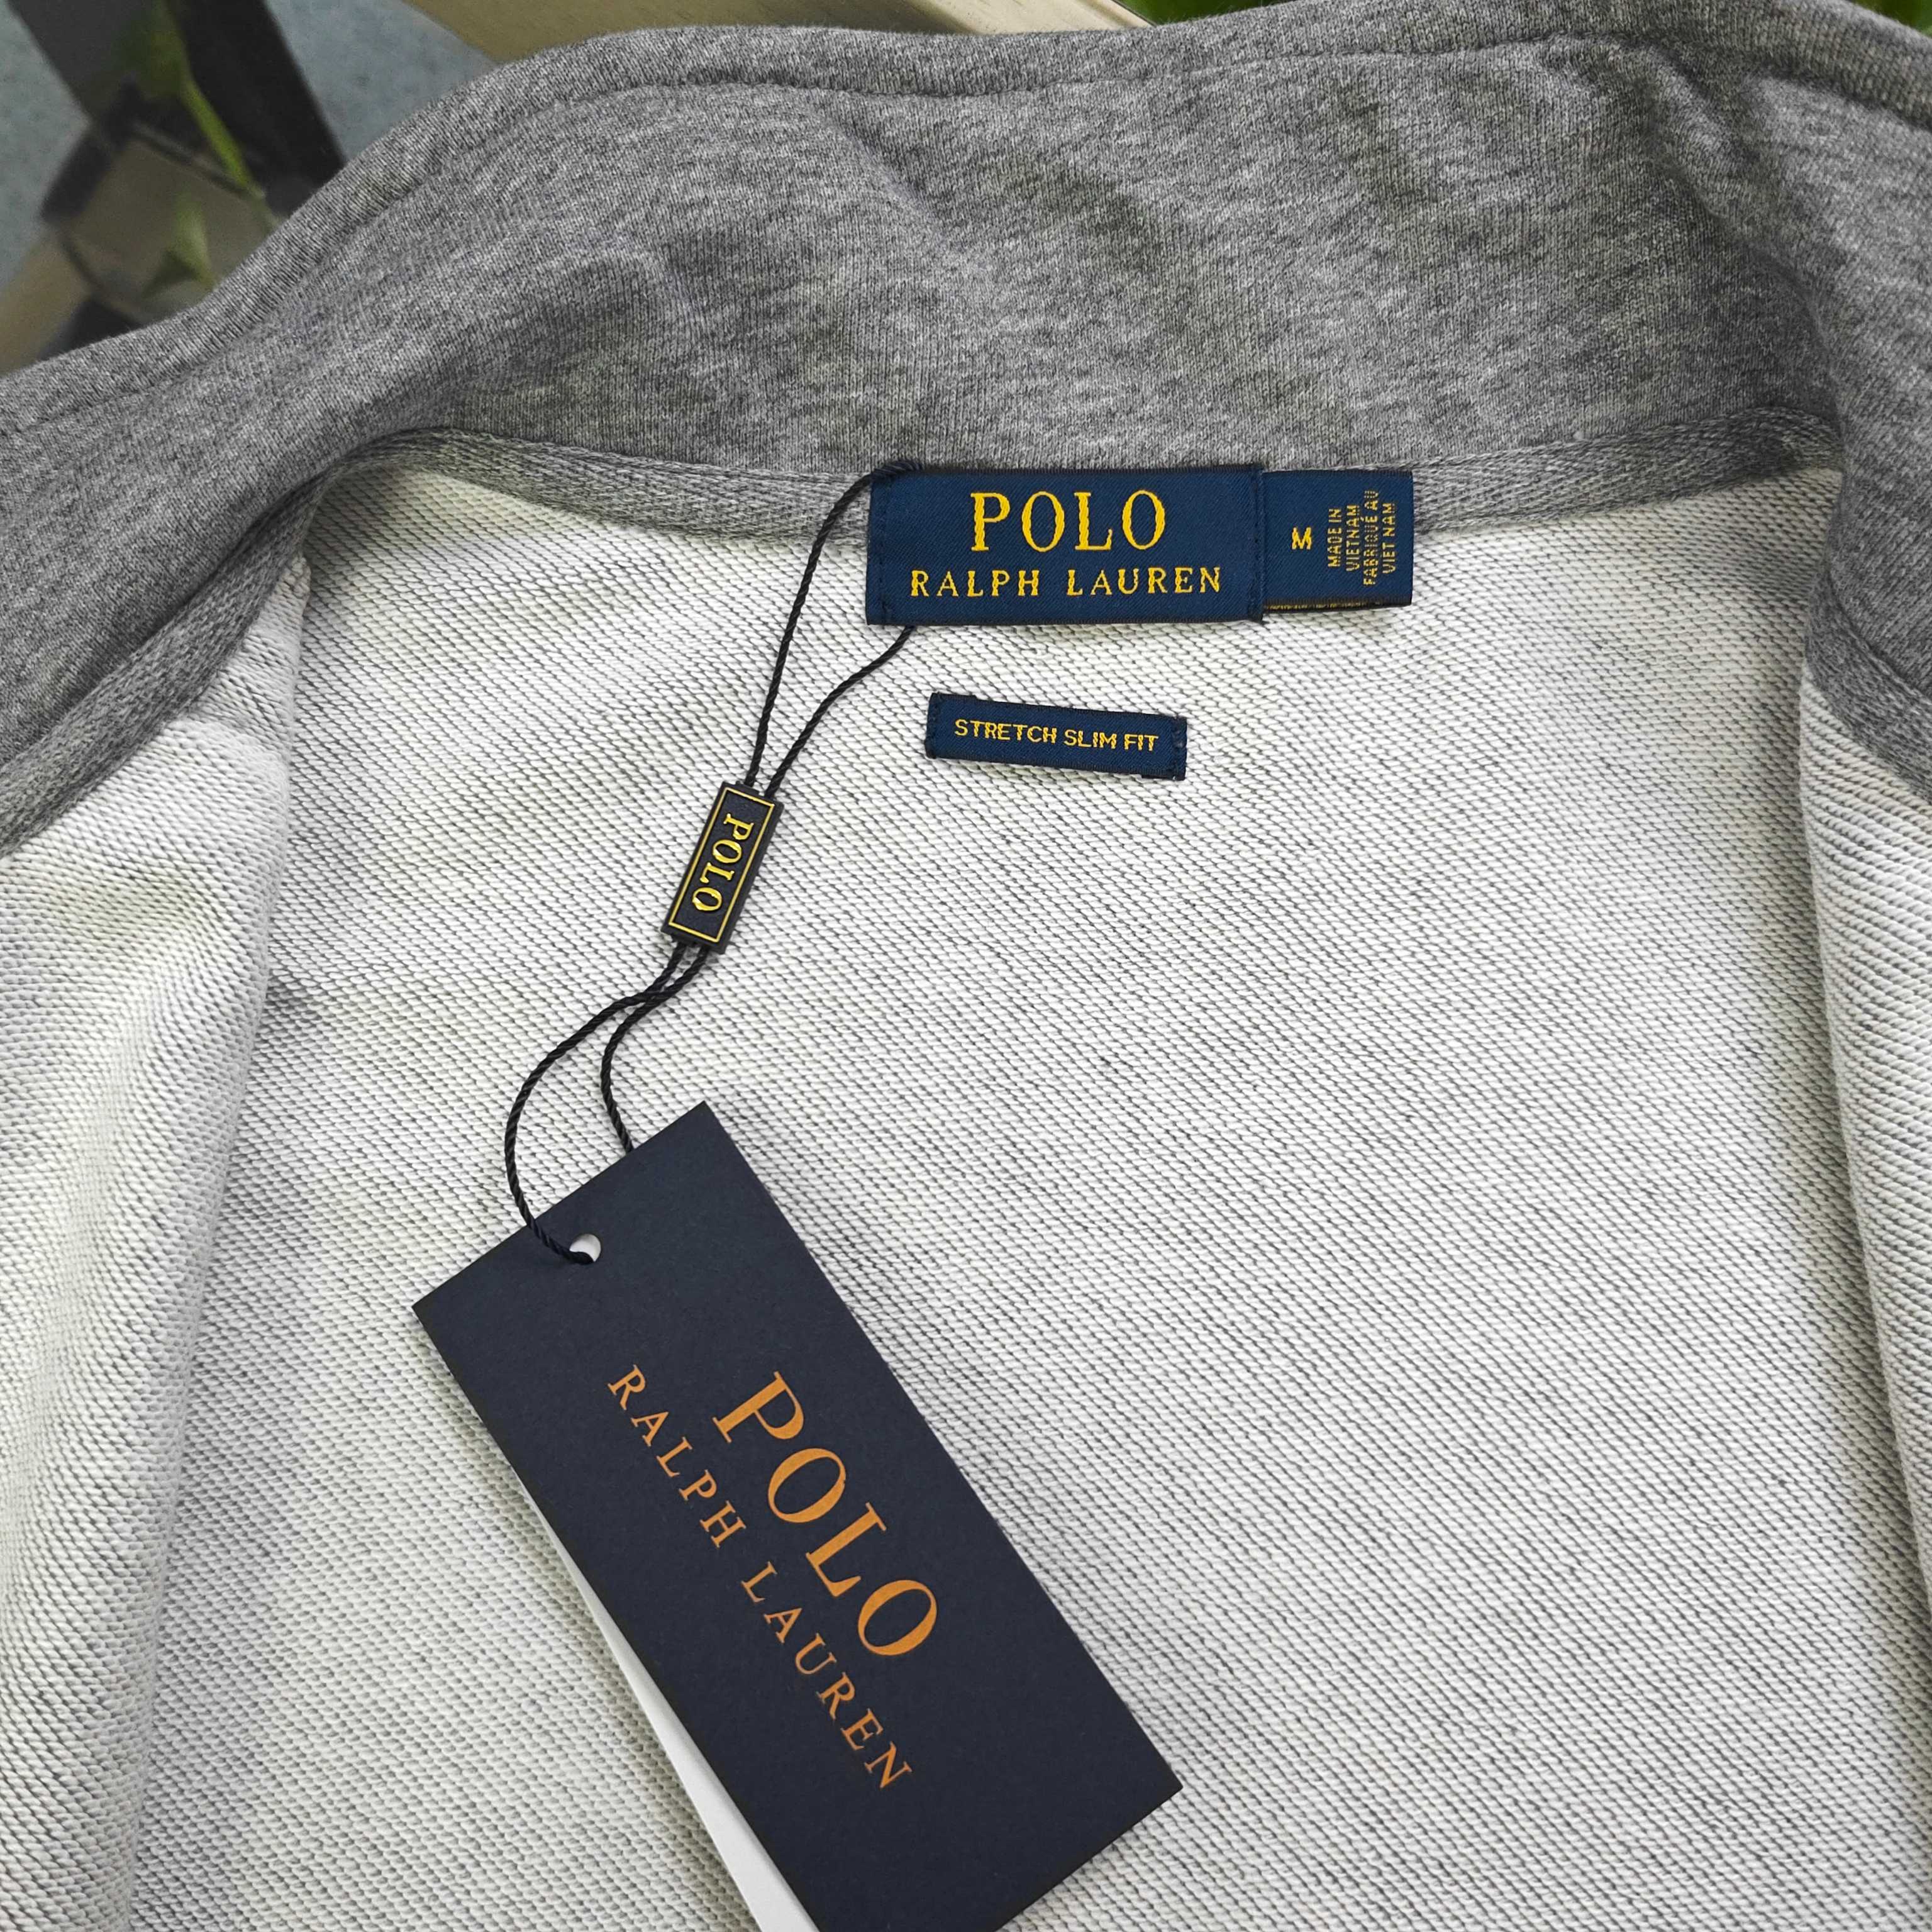 POLO
RALPH LAUREN
M
MADE IN
VIETNAM
FABRIQUE AU
VIET NAM
STRETCH SLIM FIT
POLO
POLO
RALPH LAUREN